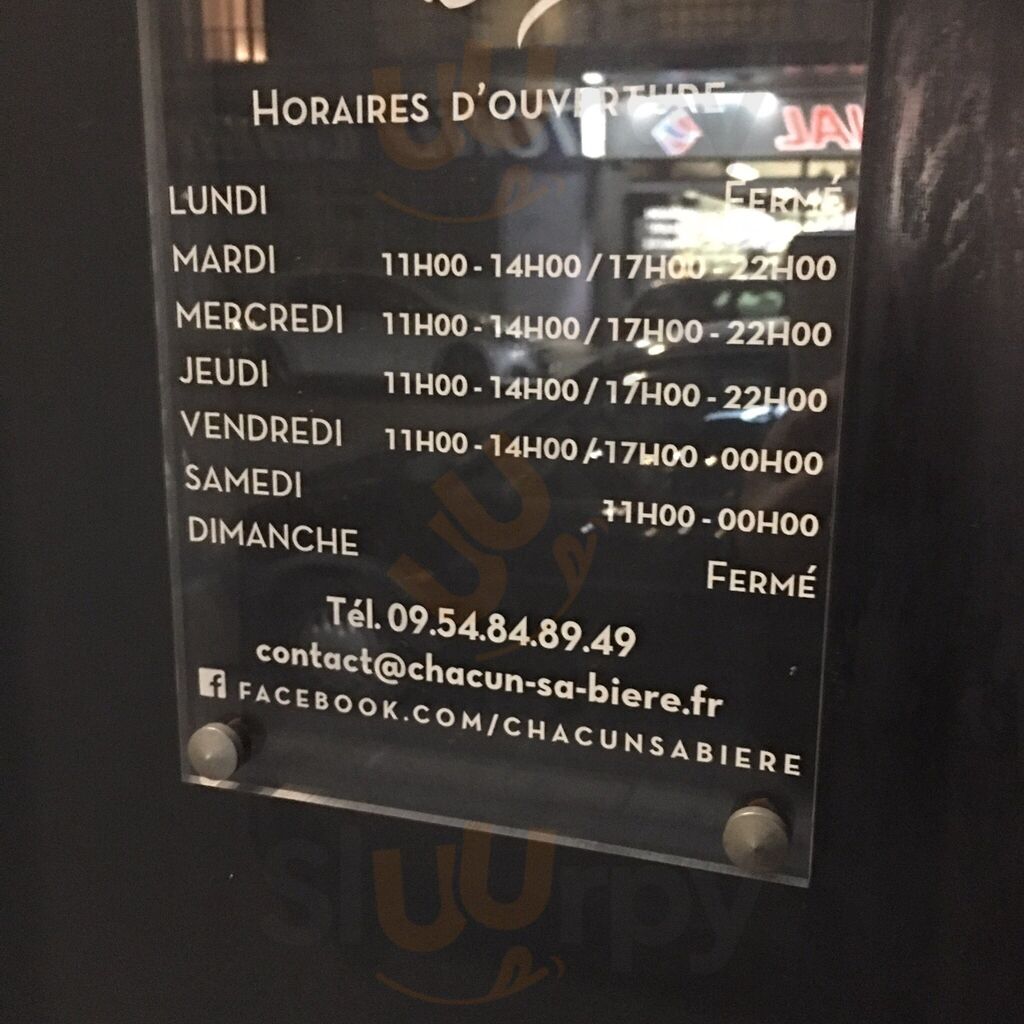 HORAIRES D'OUVERTURE
LUNDI FERMÉ
MARDI 11H00 - 14H00 / 17H00 - 22H00
MERCREDI 11H00 - 14H00 / 17H00 - 22H00
JEUDI 11H00 - 14H00 / 17H00 - 22H00
VENDREDI 11H00 - 14H00 / 17H00 - 00H00
SAMEDI 11H00 - 00H00
DIMANCHE FERMÉ
Tél. 09.54.84.89.49
contact@chacun-sa-biere.fr
FACEBOOK.COM/CHACUNSABIERE
sluurpy